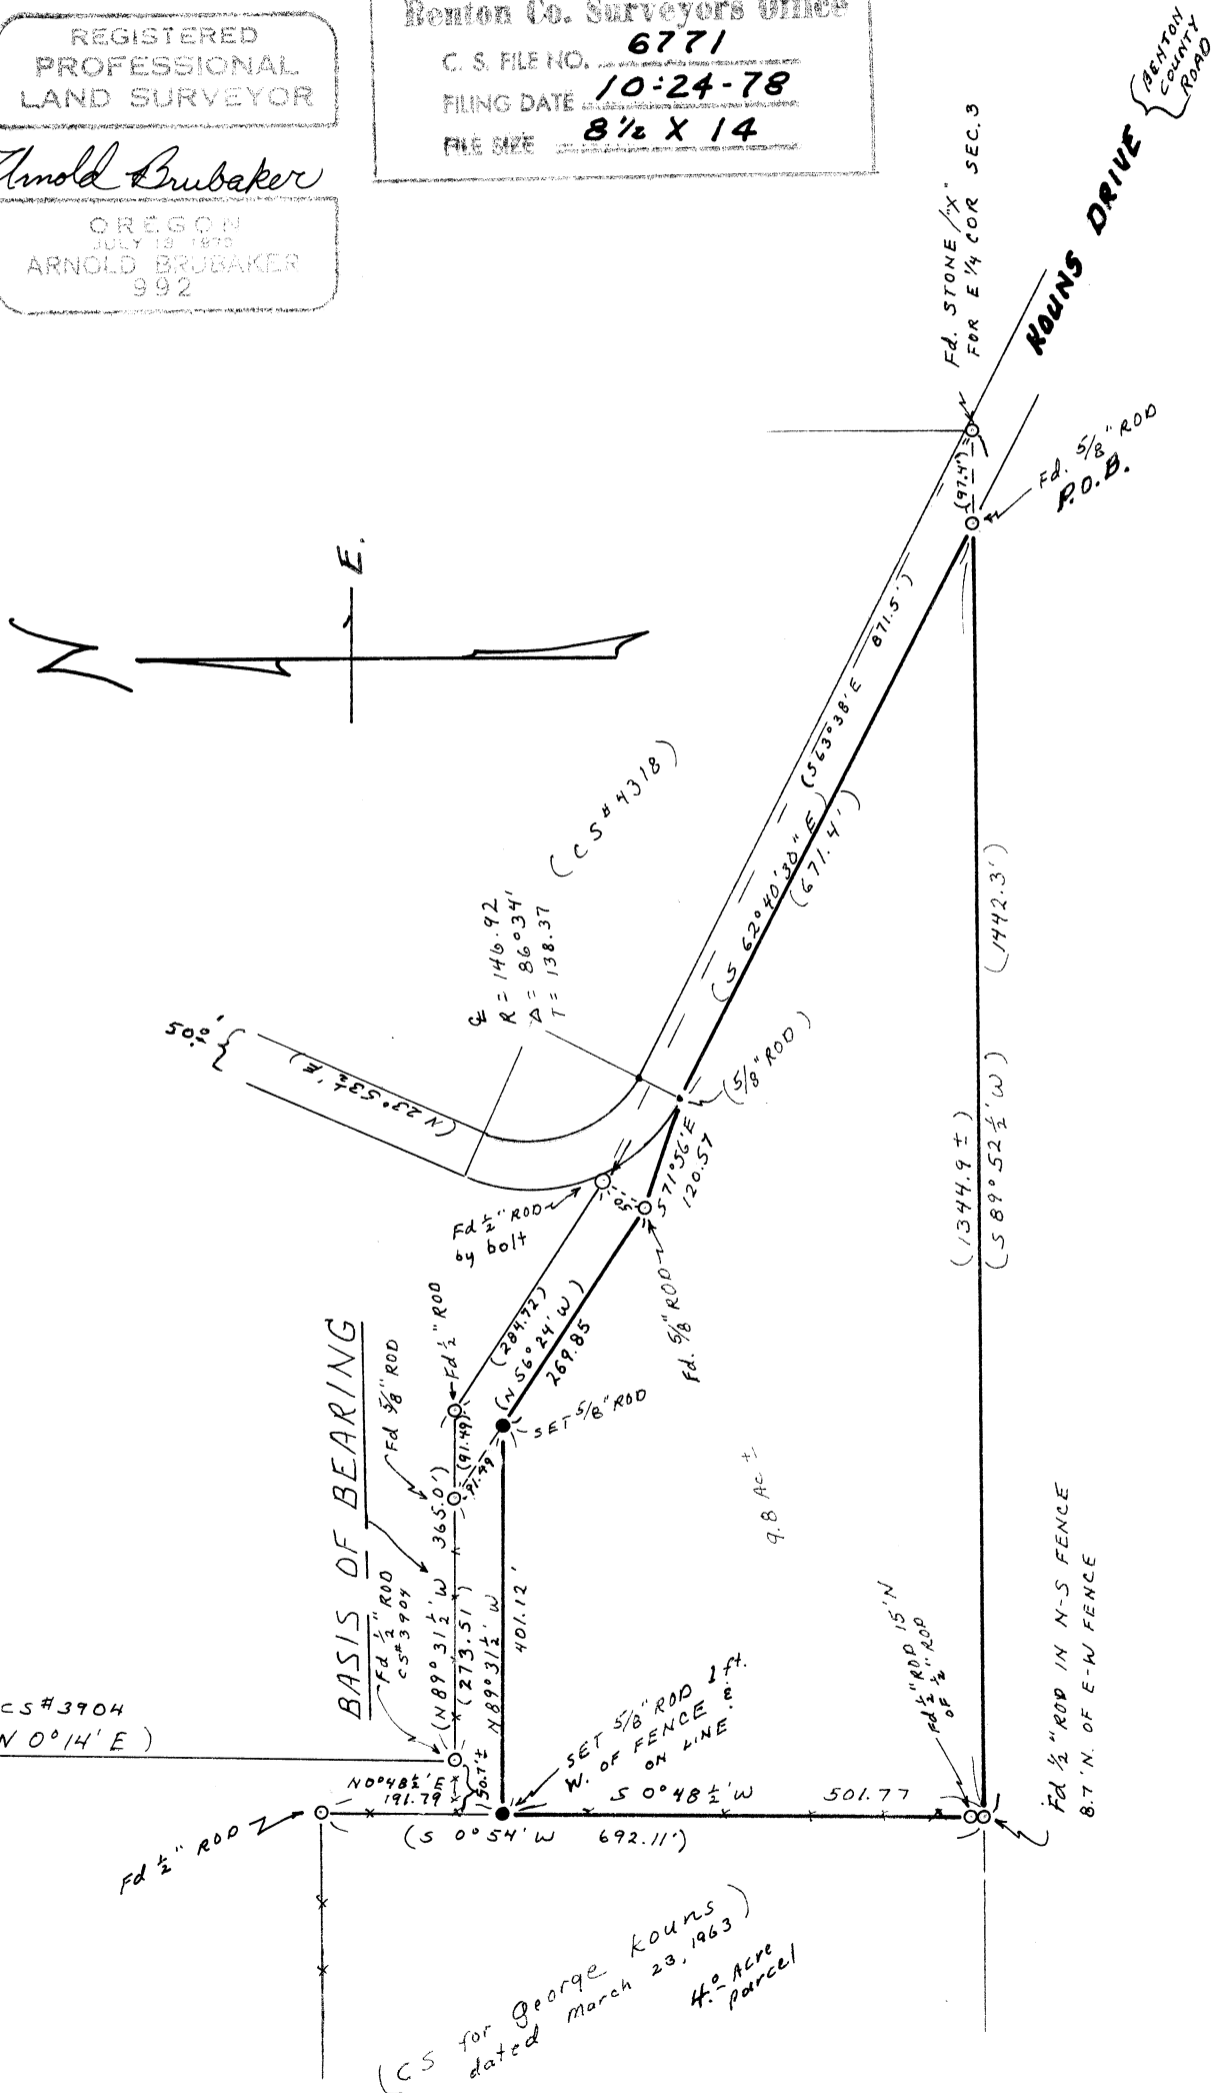 REGISTERED
PROFESSIONAL
LAND SURVEYOR
Arnold Brubaker
OREGON
JULY 13 1973
ARNOLD BRUBAKER
992
Benton Co. Surveyors Office
C. S. FILE NO. 6771
FILING DATE 10-24-78
FILE SIZE 8½ X 14
KOUNS DRIVE
BENTON
COUNTY
ROAD
Fd. STONE / "X"
FOR E ¼ COR SEC. 3
(97.4')
Fd. 5/8" ROD
P.O.B.
N
E.
(S 63°38'E 871.5')
(S 62°40'30" E)
(671.4')
(CS# 4318)
℄
R = 146.92
Δ = 86°34'
T = 138.37
50.0'
(N 23°53½' E)
(5/8" ROD)
S 71°56'E
120.57
50
Fd ½" ROD
by bolt
Fd. 5/8" ROD
(284.72)
(N 56°24' W)
269.85
SET 5/8" ROD
(1442.3')
(1344.9 ±)
(S 89°52½' W)
BASIS OF BEARING
Fd 5/8" ROD
Fd ½" ROD
(91.49)
91.49
Fd ½" ROD
CS#3904
(N 89°31½' W 365.0')
(273.51')
N 89°31½' W
401.12'
9.8 Ac ±
CS#3904
N 0°14' E )
N 0°48½' E
191.79
50.7'±
SET 5/8" ROD 1 ft.
W. OF FENCE &
ON LINE
S 0°48½' W 501.77
(S 0°54' W 692.11')
Fd ½" ROD
Fd ½" ROD 15' N
OF ½" ROD
Fd ½" ROD IN N-S FENCE
8.7' N. OF E-W FENCE
(CS for George Kouns
dated March 23, 1963)
4.0 Acre
parcel